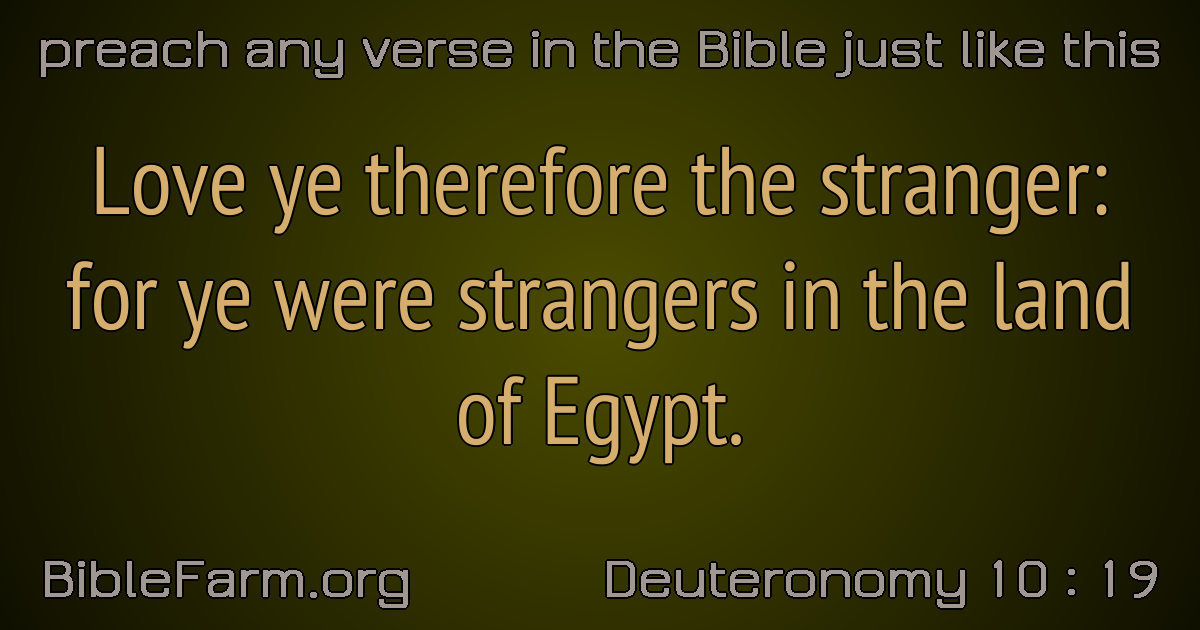 preach any verse in the Bible just like this
Love ye therefore the stranger:
for ye were strangers in the land
of Egypt.
BibleFarm.org
Deuteronomy 10 : 19